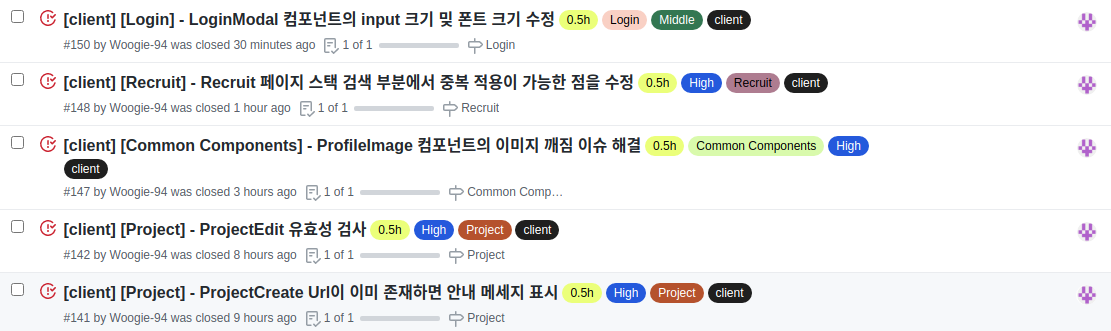 [client] [Login] - LoginModal 컴포넌트의 input 크기 및 폰트 크기 수정 0.5h Login Middle client
#150 by Woogie-94 was closed 30 minutes ago 1 of 1 Login
[client] [Recruit] - Recruit 페이지 스택 검색 부분에서 중복 적용이 가능한 점을 수정 0.5h High Recruit client
#148 by Woogie-94 was closed 1 hour ago 1 of 1 Recruit
[client] [Common Components] - ProfileImage 컴포넌트의 이미지 깨짐 이슈 해결 0.5h Common Components High
client
#147 by Woogie-94 was closed 3 hours ago 1 of 1 Common Comp…
[client] [Project] - ProjectEdit 유효성 검사 0.5h High Project client
#142 by Woogie-94 was closed 8 hours ago 1 of 1 Project
[client] [Project] - ProjectCreate Url이 이미 존재하면 안내 메세지 표시 0.5h High Project client
#141 by Woogie-94 was closed 9 hours ago 1 of 1 Project